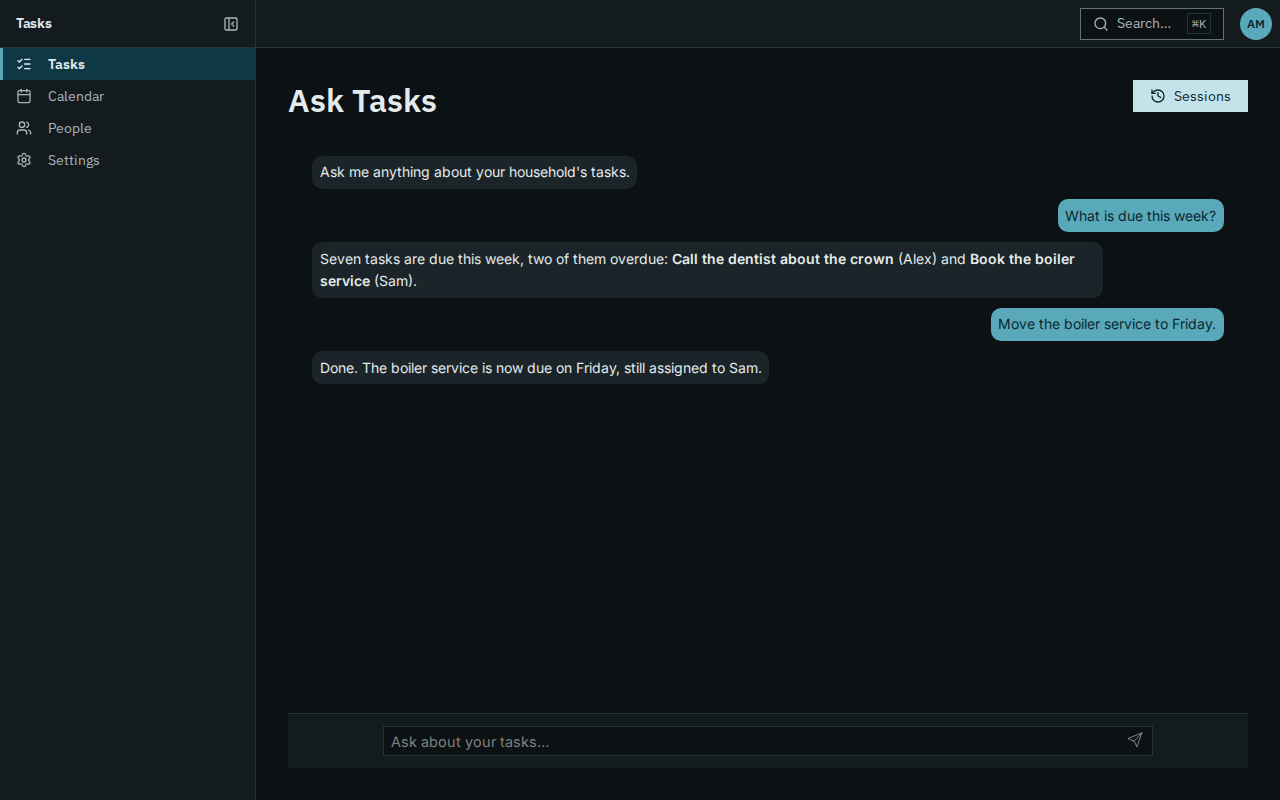 Tasks
Search...
⌘K
AM
Tasks
Calendar
People
Settings
Ask Tasks
Sessions
Ask me anything about your household's tasks.
What is due this week?
Seven tasks are due this week, two of them overdue: Call the dentist about the crown (Alex) and Book the boiler
service (Sam).
Move the boiler service to Friday.
Done. The boiler service is now due on Friday, still assigned to Sam.
Ask about your tasks...